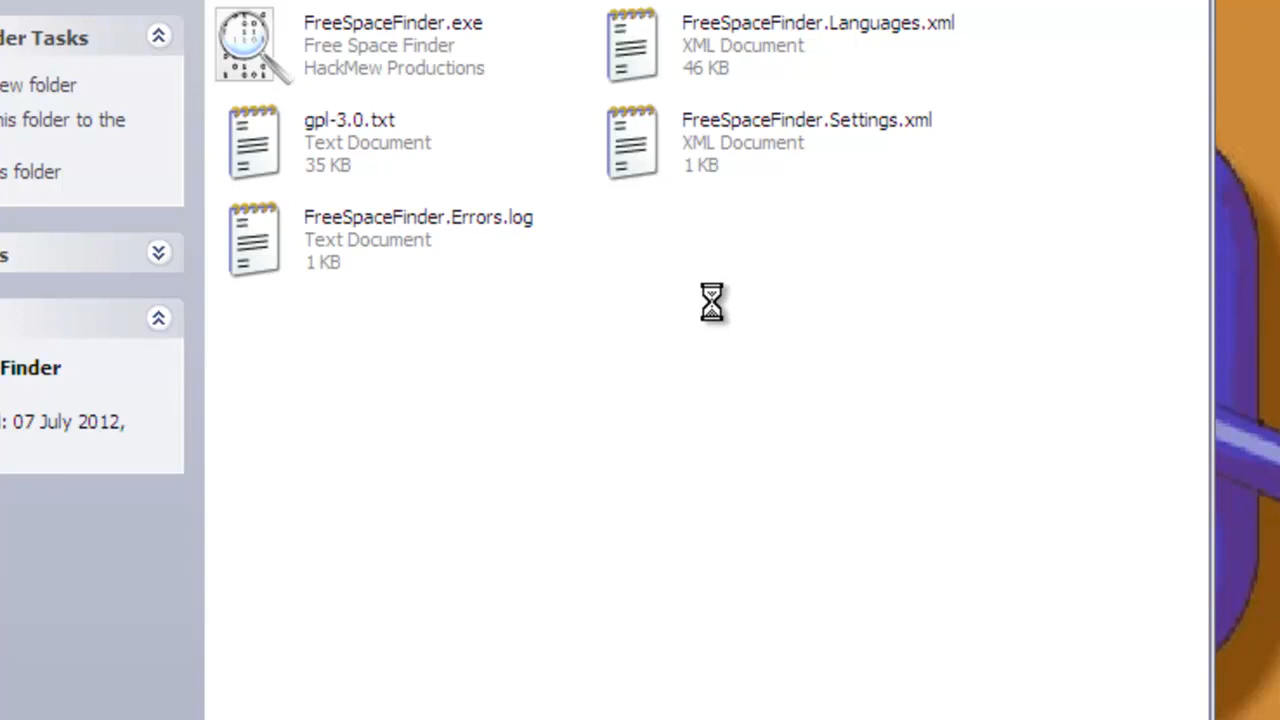 der Tasks
ew folder
his folder to the
s folder
s
Finder
: 07 July 2012,
FreeSpaceFinder.exe
Free Space Finder
HackMew Productions
FreeSpaceFinder.Languages.xml
XML Document
46 KB
gpl-3.0.txt
Text Document
35 KB
FreeSpaceFinder.Settings.xml
XML Document
1 KB
FreeSpaceFinder.Errors.log
Text Document
1 KB